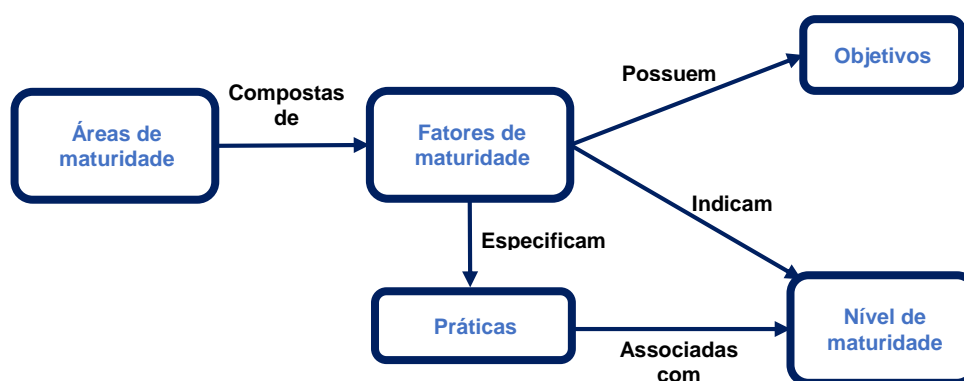 Áreas de
maturidade
Compostas
de
Fatores de
maturidade
Possuem
Objetivos
Indicam
Especificam
Práticas
Associadas
com
Nível de
maturidade